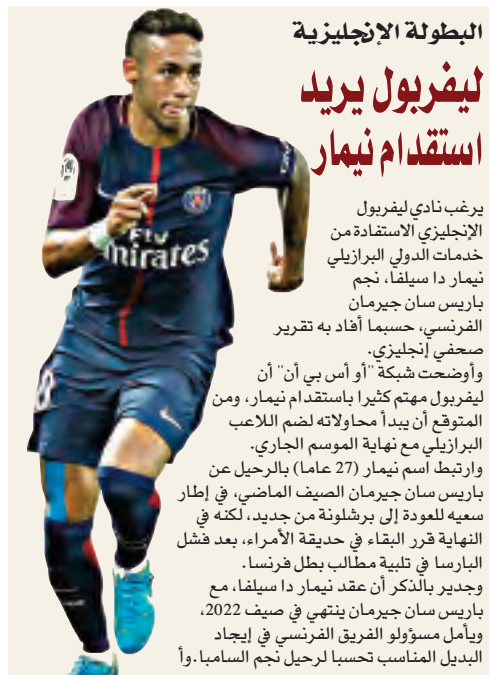 البطولة الإنجليزية
ليفربول يريد
استقدام نيمار
يرغب نادي ليفربول
الإنجليزي الاستفادة من
خدمات الدولي البرازيلي
نيمار دا سيلفا، نجم
باريس سان جيرمان
الفرنسي، حسبما أفاد به تقرير
صحفي إنجليزي.
وأوضحت شبكة "أو أس بي أن" أن
ليفربول مهتم كثيرا باستقدام نيمار، ومن
المتوقع أن يبدأ محاولاته لضم اللاعب
البرازيلي مع نهاية الموسم الجاري.
وارتبط اسم نيمار (27 عاما) بالرحيل عن
باريس سان جيرمان الصيف الماضي، في إطار
سعيه للعودة إلى برشلونة من جديد، لكنه في
النهاية قرر البقاء في حديقة الأمراء، بعد فشل
البارسا في تلبية مطالب بطل فرنسا.
وجدير بالذكر أن عقد نيمار دا سيلفا، مع
باريس سان جيرمان ينتهي في صيف 2022،
ويأمل مسؤولو الفريق الفرنسي في إيجاد
البديل المناسب تحسبا لرحيل نجم السامبا.وأ
Fly
Emirates